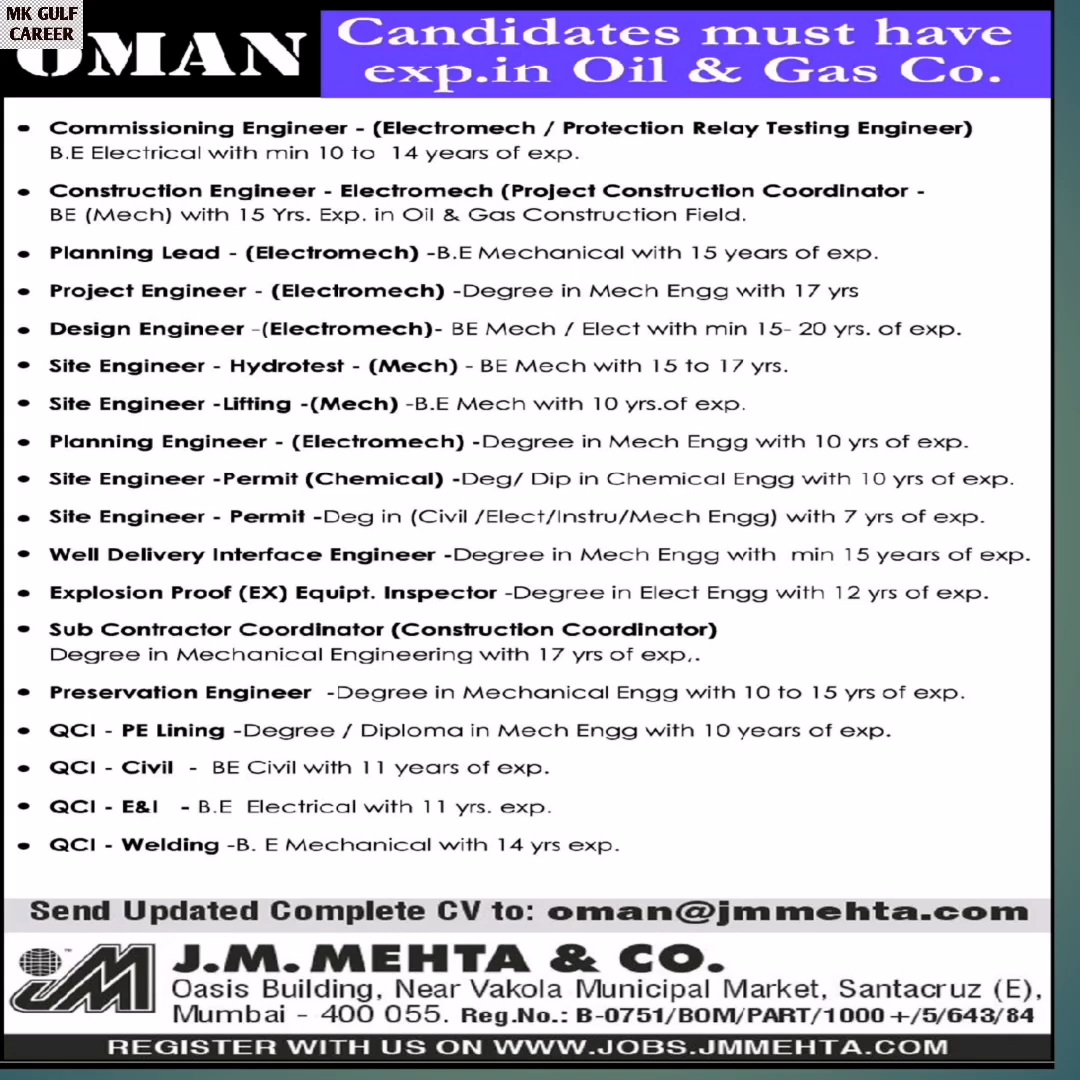 MK GULF
CAREER
OMAN
Candidates must have
exp.in Oil & Gas Co.
• Commissioning Engineer - (Electromech / Protection Relay Testing Engineer)
B.E Electrical with min 10 to 14 years of exp.
• Construction Engineer - Electromech (Project Construction Coordinator -
BE (Mech) with 15 Yrs. Exp. in Oil & Gas Construction Field.
• Planning Lead - (Electromech) -B.E Mechanical with 15 years of exp.
• Project Engineer - (Electromech) -Degree in Mech Engg with 17 yrs
• Design Engineer -(Electromech)- BE Mech / Elect with min 15- 20 yrs. of exp.
• Site Engineer - Hydrotest - (Mech) - BE Mech with 15 to 17 yrs.
• Site Engineer -Lifting -(Mech) -B.E Mech with 10 yrs.of exp.
• Planning Engineer - (Electromech) -Degree in Mech Engg with 10 yrs of exp.
• Site Engineer -Permit (Chemical) -Deg/ Dip in Chemical Engg with 10 yrs of exp.
• Site Engineer - Permit -Deg in (Civil /Elect/Instru/Mech Engg) with 7 yrs of exp.
• Well Delivery Interface Engineer -Degree in Mech Engg with min 15 years of exp.
• Explosion Proof (EX) Equipt. Inspector -Degree in Elect Engg with 12 yrs of exp.
• Sub Contractor Coordinator (Construction Coordinator)
Degree in Mechanical Engineering with 17 yrs of exp,.
• Preservation Engineer -Degree in Mechanical Engg with 10 to 15 yrs of exp.
• QCI - PE Lining -Degree / Diploma in Mech Engg with 10 years of exp.
• QCI - Civil - BE Civil with 11 years of exp.
• QCI - E&I - B.E Electrical with 11 yrs. exp.
• QCI - Welding -B. E Mechanical with 14 yrs exp.
Send Updated Complete CV to: oman@jmmehta.com
JM ™ J.M. MEHTA & CO.
Oasis Building, Near Vakola Municipal Market, Santacruz (E),
Mumbai - 400 055. Reg.No.: B-0751/BOM/PART/1000+/5/643/84
REGISTER WITH US ON WWW.JOBS.JMMEHTA.COM